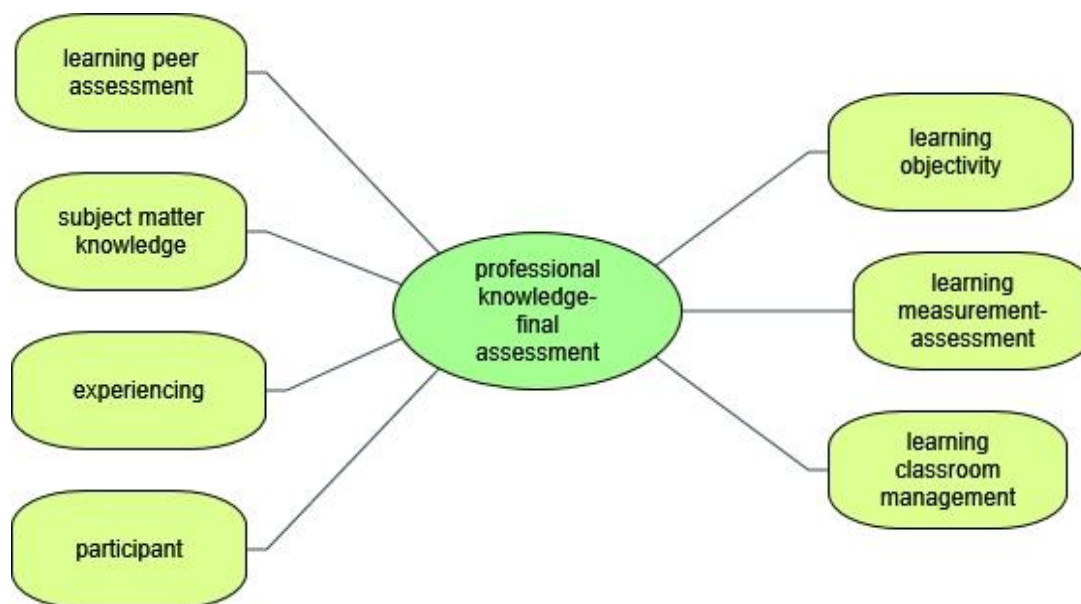 learning peer
assessment
subject matter
knowledge
experiencing
participant
professional
knowledge-
final
assessment
learning
objectivity
learning
measurement-
assessment
learning
classroom
management